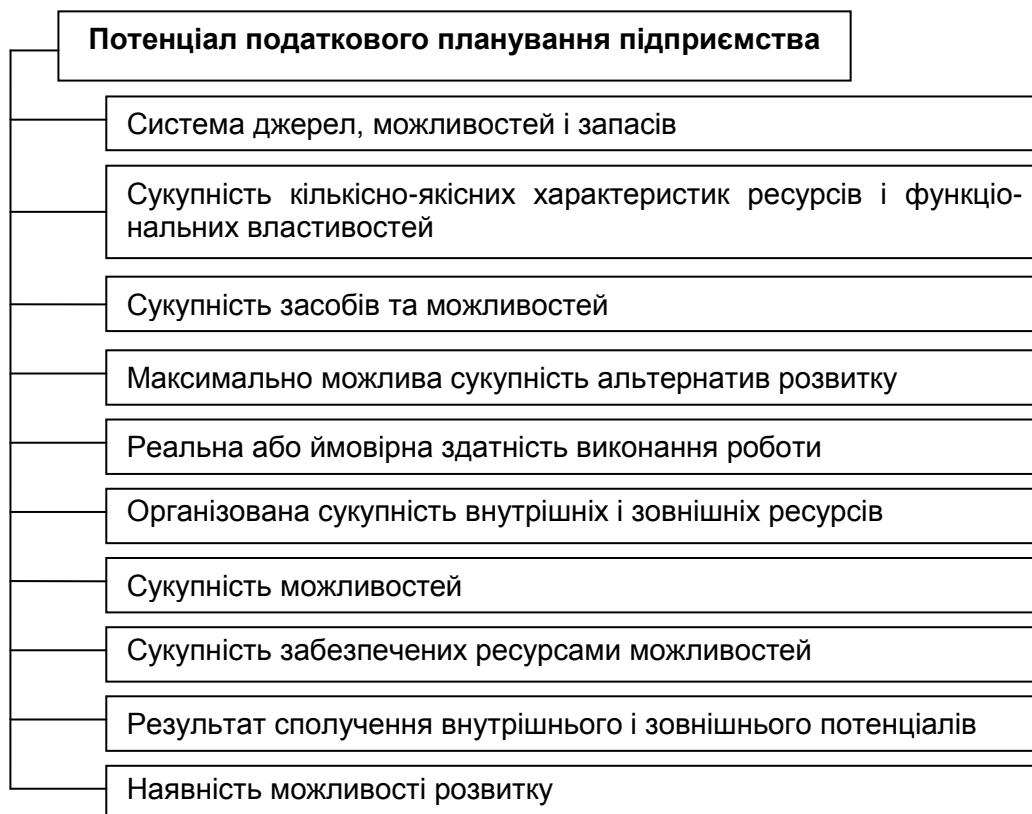 Потенціал податкового планування підприємства
Система джерел, можливостей і запасів
Сукупність кількісно-якісних характеристик ресурсів і функціо-
нальних властивостей
Сукупність засобів та можливостей
Максимально можлива сукупність альтернатив розвитку
Реальна або ймовірна здатність виконання роботи
Організована сукупність внутрішніх і зовнішніх ресурсів
Сукупність можливостей
Сукупність забезпечених ресурсами можливостей
Результат сполучення внутрішнього і зовнішнього потенціалів
Наявність можливості розвитку